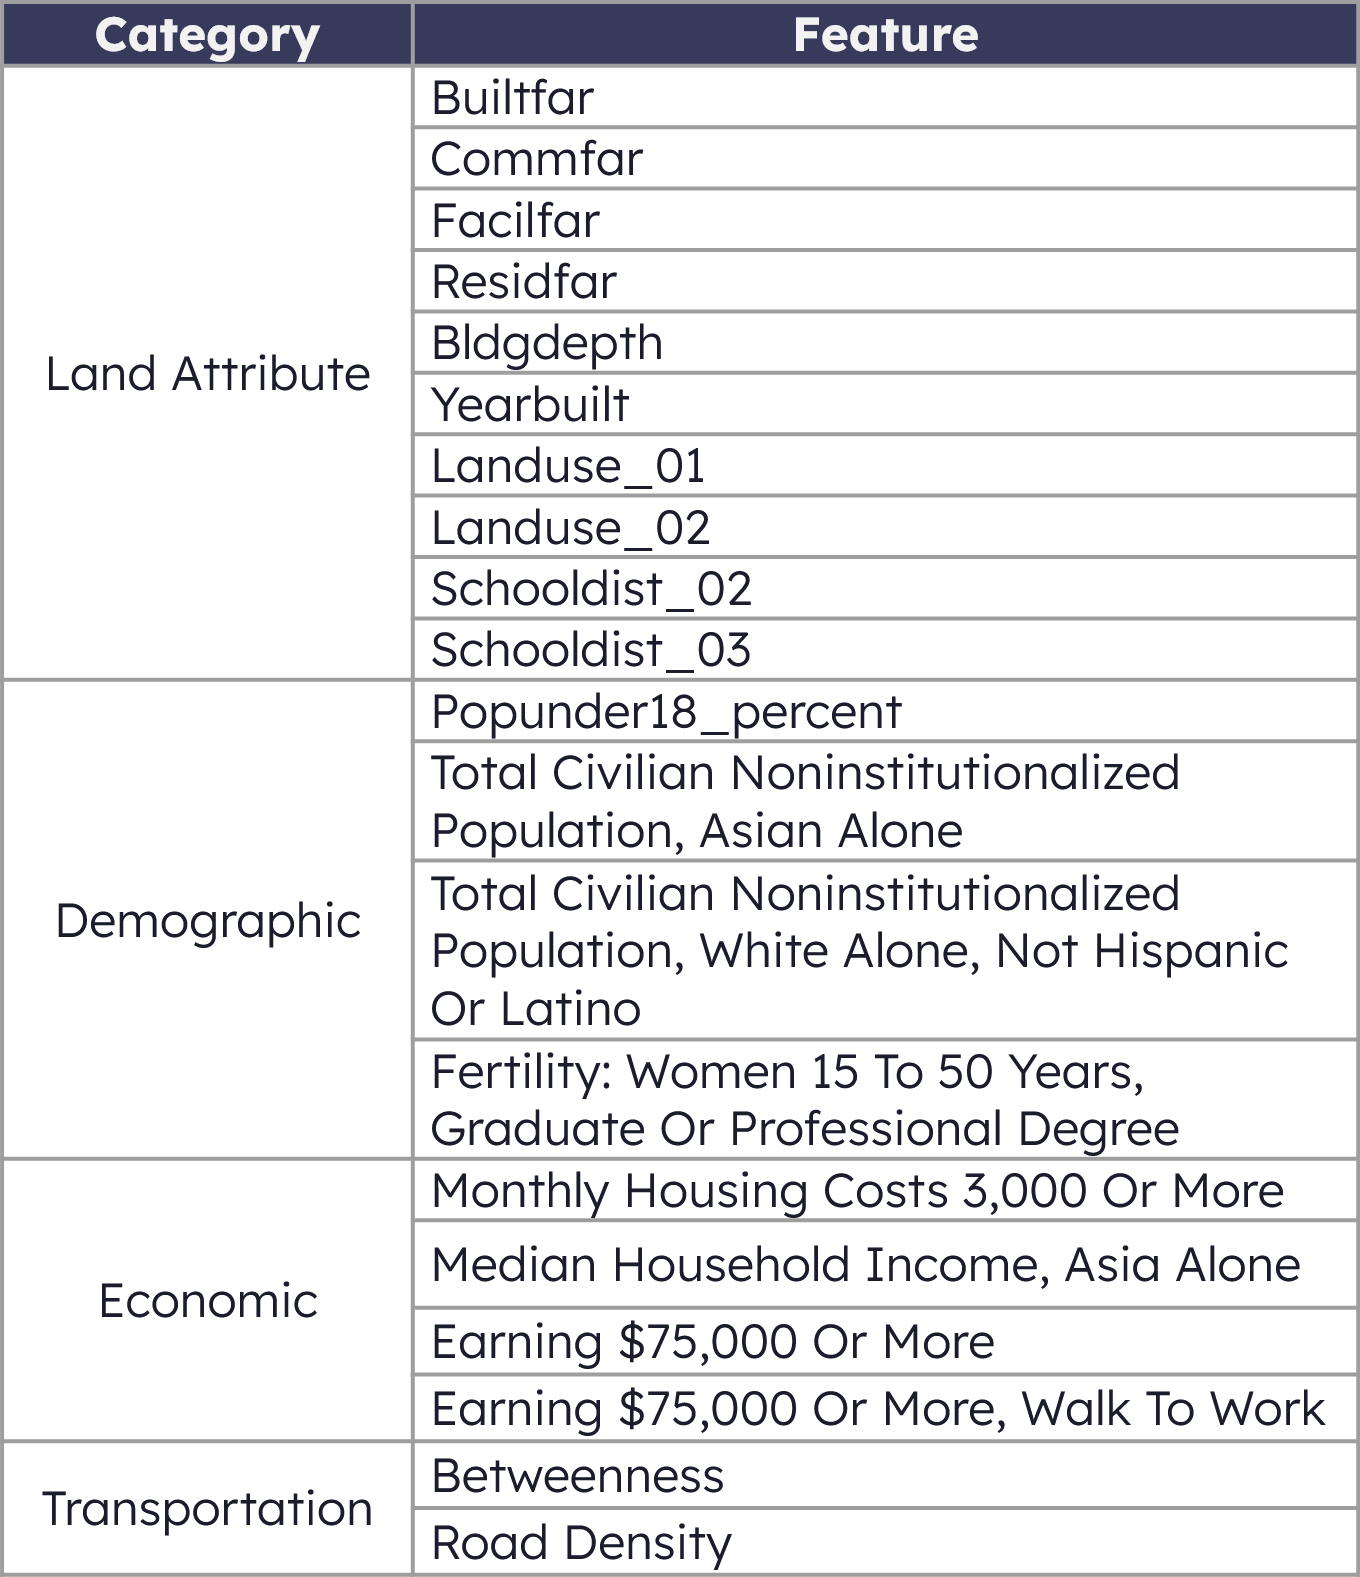 Category
Feature
Land Attribute
Builtfar
Commfar
Facilfar
Residfar
Bldgdepth
Yearbuilt
Landuse_01
Landuse_02
Schooldist_02
Schooldist_03
Demographic
Popunder18_percent
Total Civilian Noninstitutionalized
Population, Asian Alone
Total Civilian Noninstitutionalized
Population, White Alone, Not Hispanic
Or Latino
Fertility: Women 15 To 50 Years,
Graduate Or Professional Degree
Economic
Monthly Housing Costs 3,000 Or More
Median Household Income, Asia Alone
Earning $75,000 Or More
Earning $75,000 Or More, Walk To Work
Transportation
Betweenness
Road Density